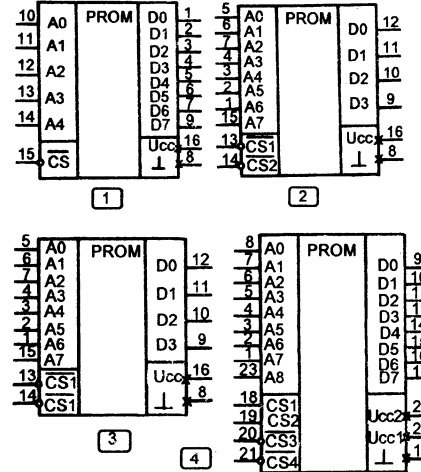 PROM
10 A0 D0 1
11 A1 D1 2
12 A2 D2 3
13 A3 D3 4
14 A4 D4 5
D5 6
D6 7
D7 9
Ucc 16
15 CS ⊥ 8
1
PROM
5 A0 D0 12
6 A1 D1 11
7 A2 D2 10
4 A3 D3 9
3 A4
2 A5
1 A6
15 A7
Ucc 16
13 CS1 ⊥ 8
14 CS2
2
PROM
5 A0 D0 12
6 A1 D1 11
7 A2 D2 10
4 A3 D3 9
3 A4
2 A5
1 A6
15 A7
13 CS1 Ucc 16
14 CS1 ⊥ 8
3
PROM
8 A0 D0 9
7 A1 D1 10
6 A2 D2
5 A3 D3
4 A4 D4
3 A5 D5
2 A6 D6
1 A7 D7
23 A8
18 CS1 Ucc2
19 CS2 Ucc1
20 CS3 ⊥
21 CS4
4